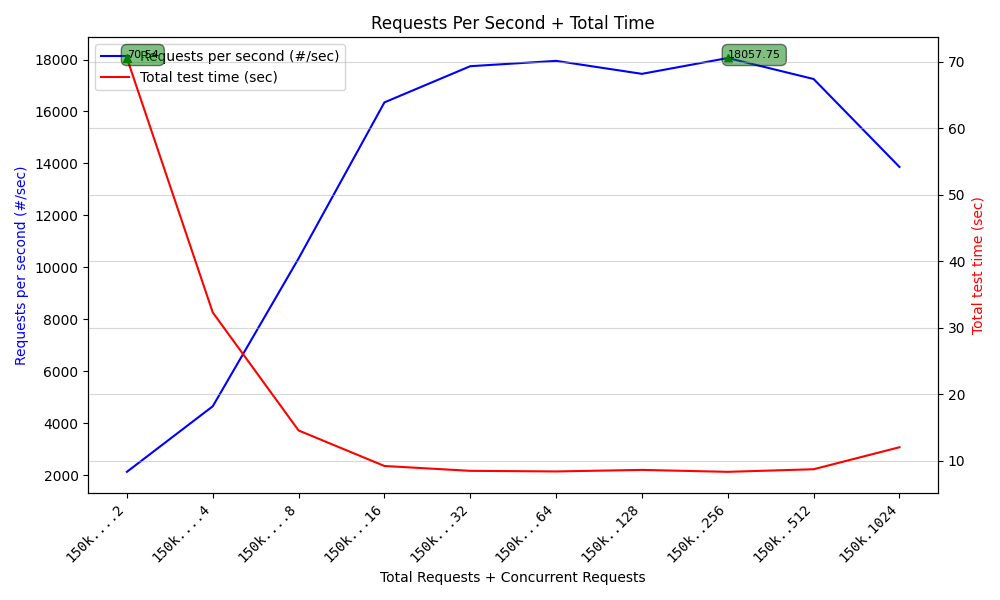 Requests Per Second + Total Time
70.54
Requests per second (#/sec)
Total test time (sec)
18057.75
18000
16000
14000
12000
10000
8000
6000
4000
2000
Requests per second (#/sec)
70
60
50
40
30
20
10
Total test time (sec)
150k....2
150k....4
150k....8
150k...16
150k...32
150k...64
150k..128
150k..256
150k..512
150k.1024
Total Requests + Concurrent Requests